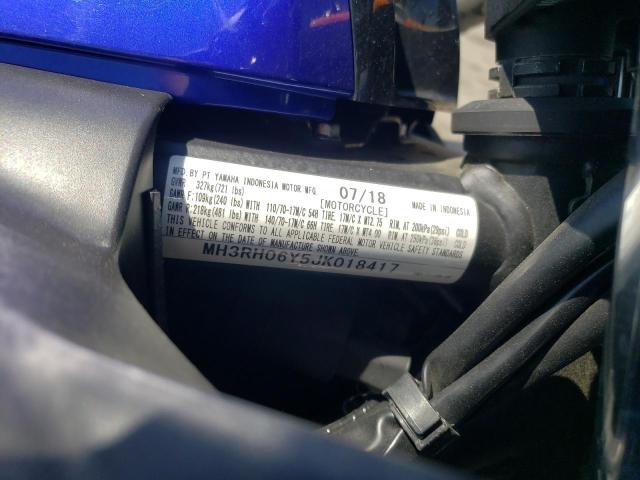 MFD. BY PT YAMAHA INDONESIA MOTOR MFG. 07/18 MADE IN INDONESIA
GVWR 327kg(721 lbs) [MOTORCYCLE]
GAWR F:109kg(240 lbs) WITH 110/70-17M/C 54H TIRE, 17M/C X MT2.75 RIM, AT 200kPa(29psi) COLD
GAWR R:218kg(481 lbs) WITH 140/70-17M/C 66H TIRE, 17M/C X MT4.00 RIM, AT COLD
THIS VEHICLE CONFORMS TO ALL APPLICABLE FEDERAL MOTOR VEHICLE SAFETY STANDARDS
IN EFFECT ON THE DATE OF MANUFACTURE SHOWN ABOVE.
MH3RH06Y5JK018417